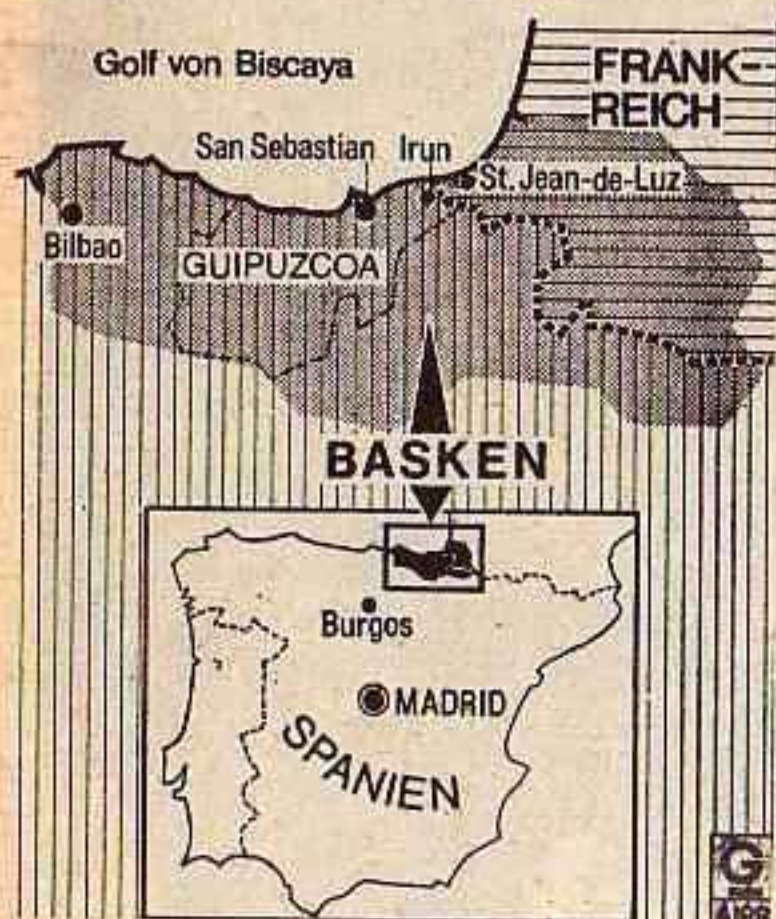 Golf von Biscaya
FRANK-
REICH
San Sebastian
Irun
St. Jean-de-Luz
Bilbao
GUIPUZCOA
BASKEN
Burgos
MADRID
SPANIEN
G